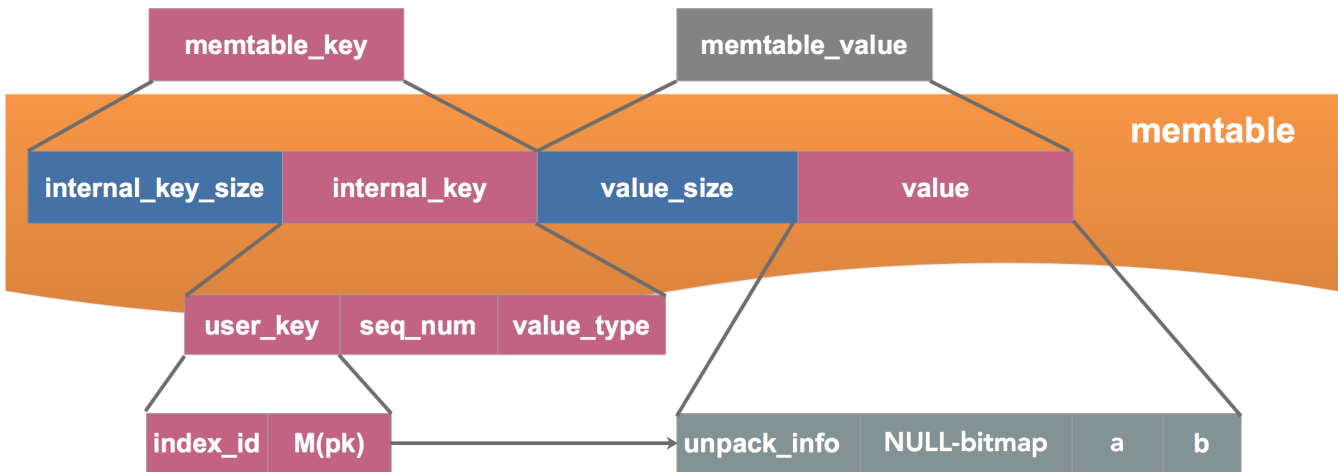 memtable_key
memtable_value
memtable
internal_key_size
internal_key
value_size
value
user_key
seq_num
value_type
index_id
M(pk)
unpack_info
NULL-bitmap
a
b